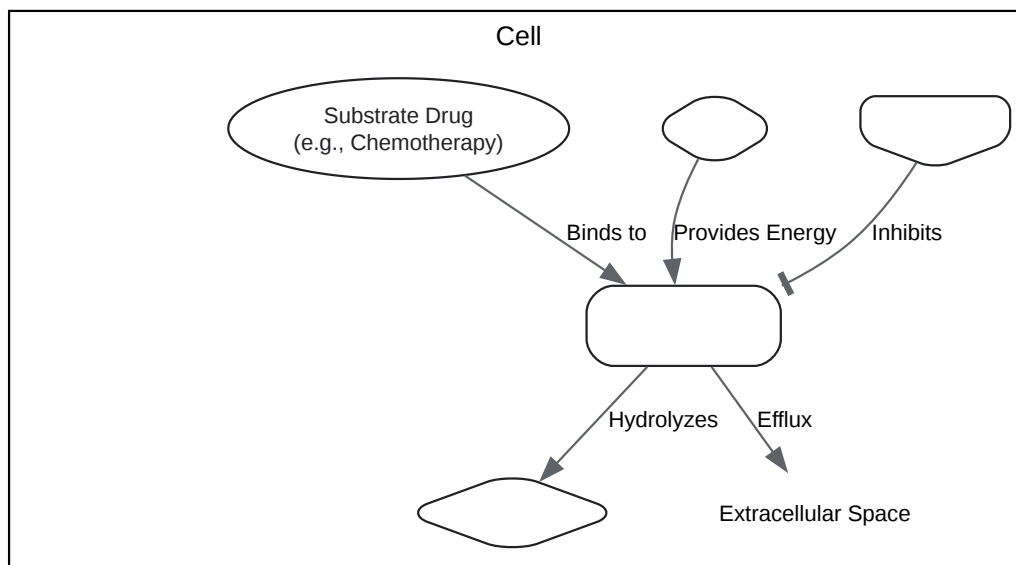 Cell
Substrate Drug
(e.g., Chemotherapy)
Binds to
Provides Energy
Inhibits
Hydrolyzes
Efflux
Extracellular Space